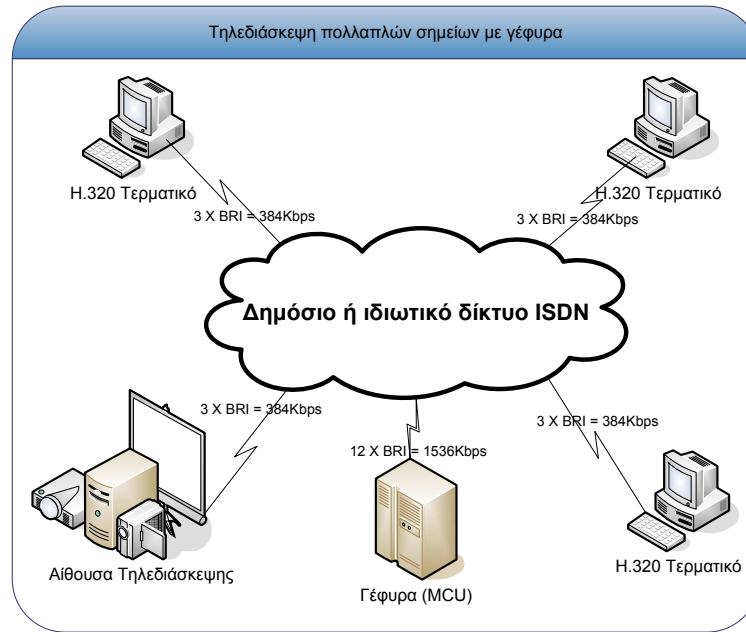 Τηλεδιάσκεψη πολλαπλών σημείων με γέφυρα
H.320 Τερματικό
H.320 Τερματικό
3 X BRI = 384Kbps
3 X BRI = 384Kbps
Δημόσιο ή ιδιωτικό δίκτυο ISDN
3 X BRI = 384Kbps
3 X BRI = 384Kbps
12 X BRI = 1536Kbps
Αίθουσα Τηλεδιάσκεψης
Γέφυρα (MCU)
H.320 Τερματικό